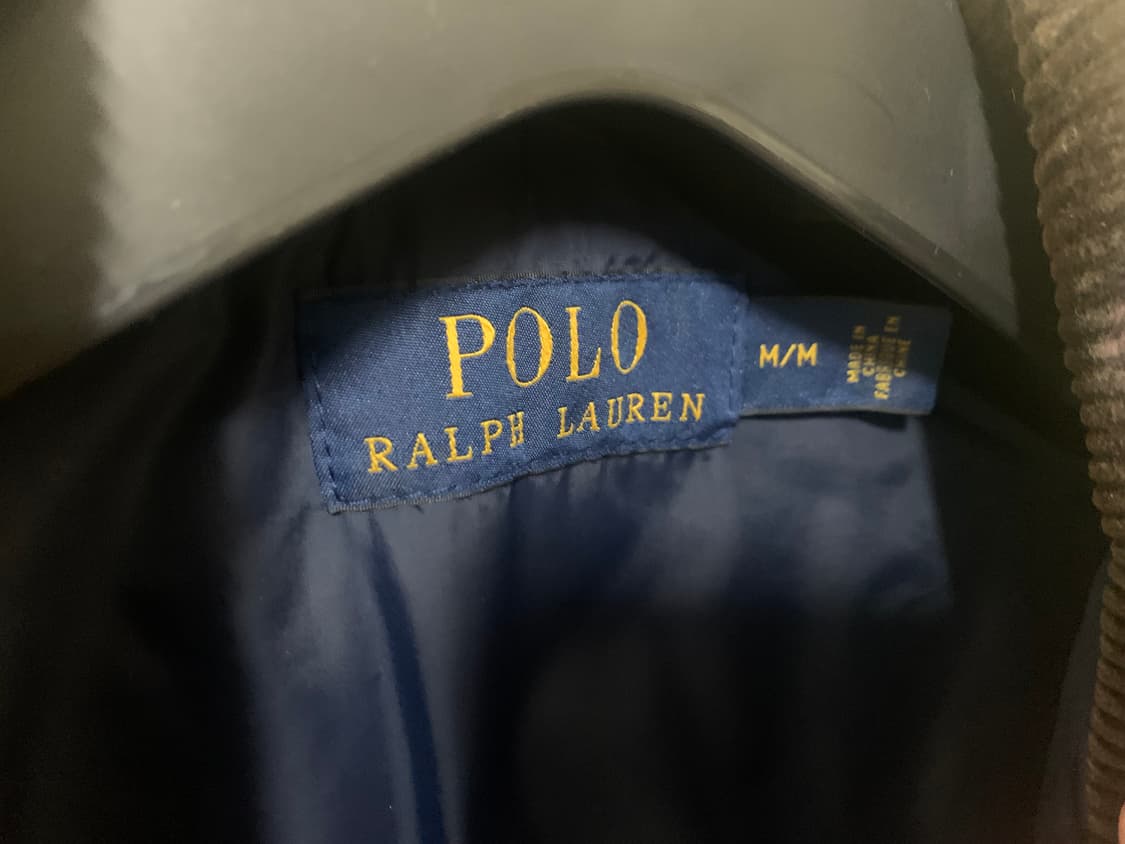 POLO
RALPH LAUREN
M/M
MADE IN
CHINA
FABRIQUÉ EN
CHINE